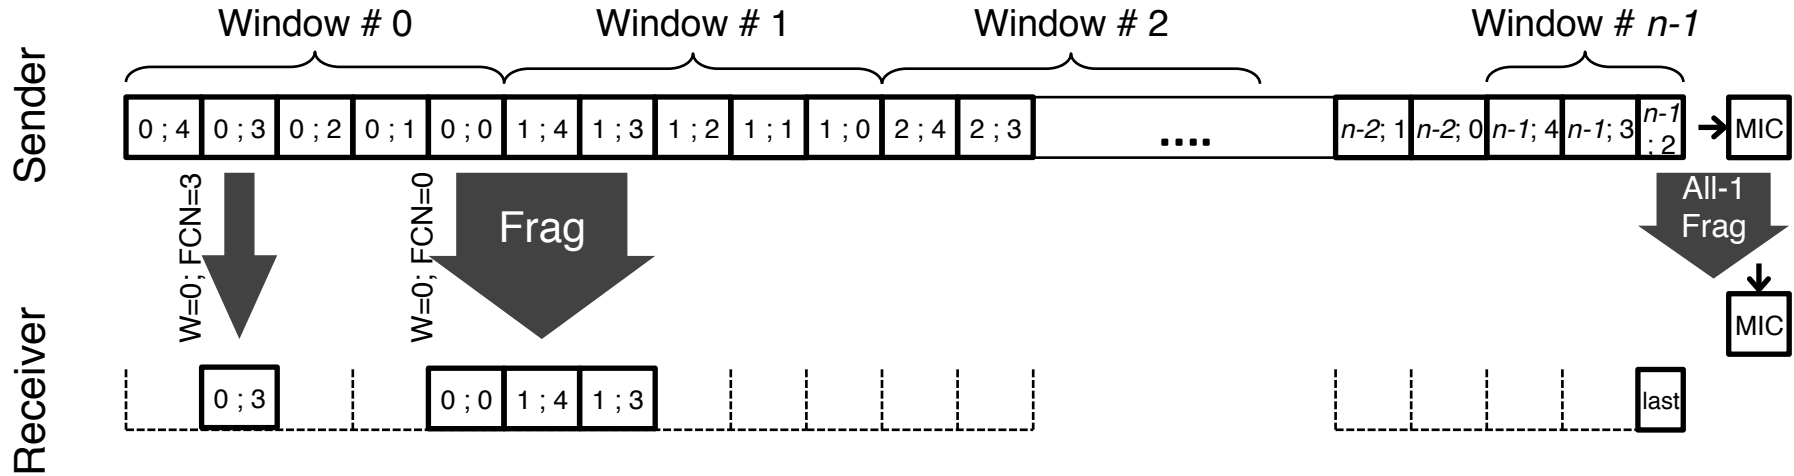 Window # 0
Window # 1
Window # 2
Window # n-1
Sender
0 ; 4
0 ; 3
0 ; 2
0 ; 1
0 ; 0
1 ; 4
1 ; 3
1 ; 2
1 ; 1
1 ; 0
2 ; 4
2 ; 3
....
n-2; 1
n-2; 0
n-1; 4
n-1; 3
n-1
; 2
MIC
W=0; FCN=3
W=0; FCN=0
Frag
All-1
Frag
MIC
Receiver
0 ; 3
0 ; 0
1 ; 4
1 ; 3
last